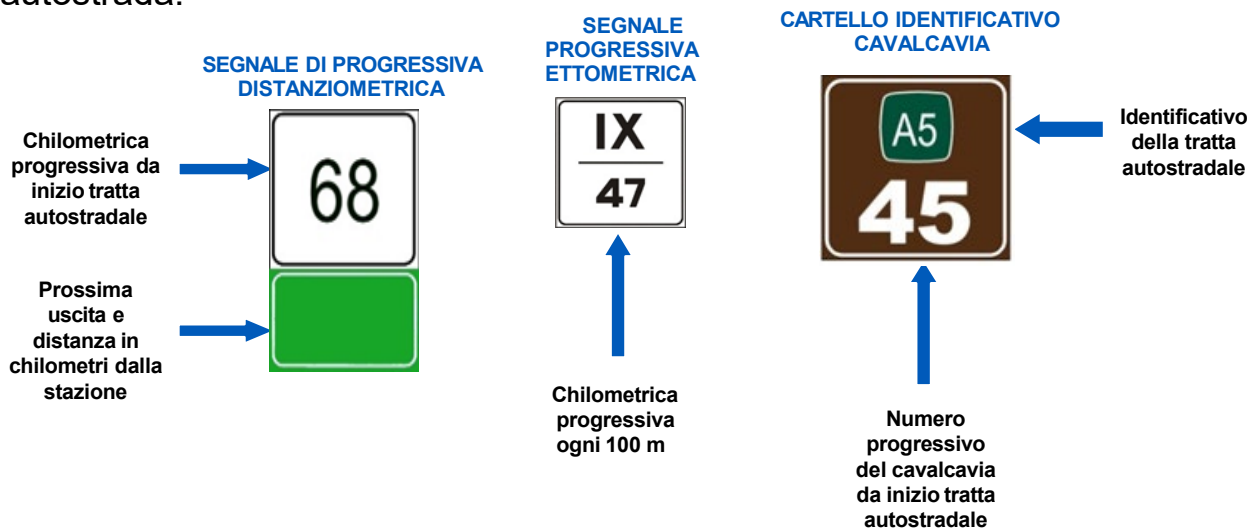 autostrada.
SEGNALE DI PROGRESSIVA
DISTANZIOMETRICA
Chilometrica
progressiva da
inizio tratta
autostradale
68
Prossima
uscita e
distanza in
chilometri dalla
stazione
SEGNALE
PROGRESSIVA
ETTOMETRICA
IX
47
Chilometrica
progressiva
ogni 100 m
CARTELLO IDENTIFICATIVO
CAVALCAVIA
A5
45
Identificativo
della tratta
autostradale
Numero
progressivo
del cavalcavia
da inizio tratta
autostradale